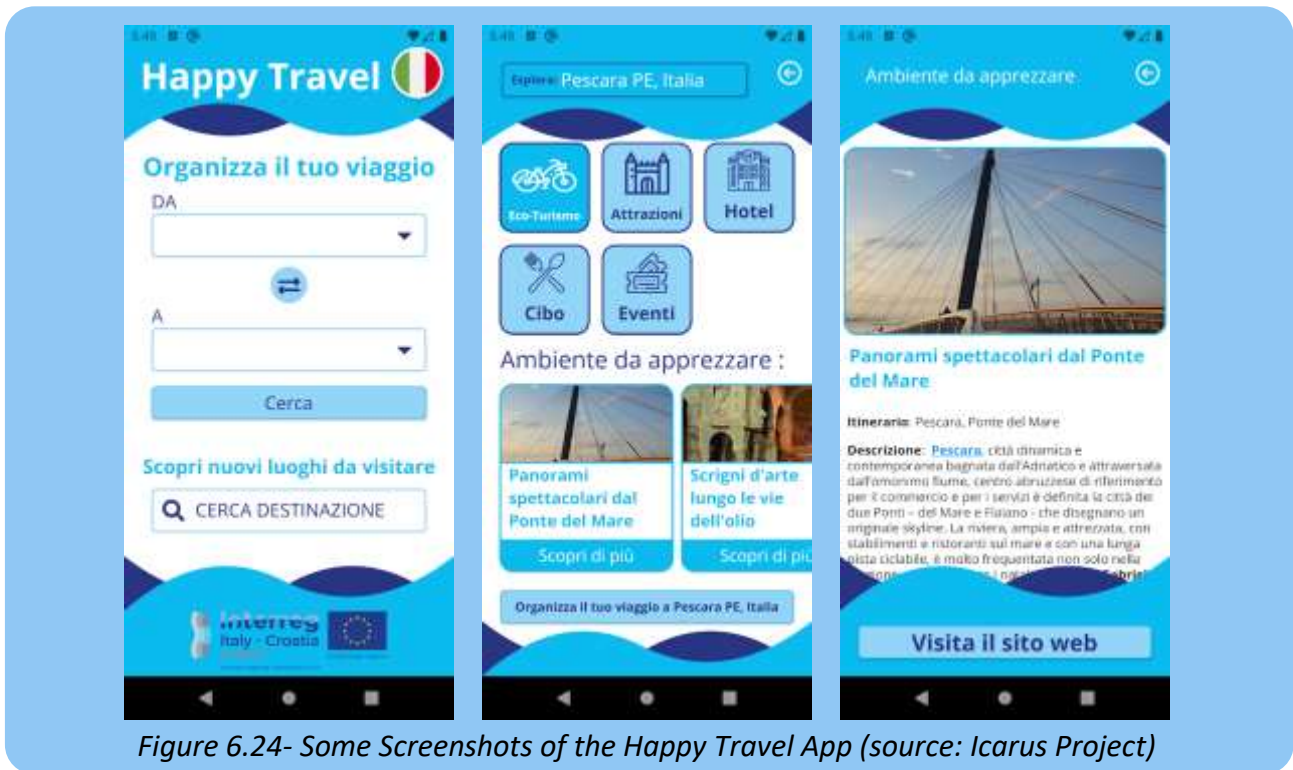 Happy Travel
Organizza il tuo viaggio
DA
A
Cerca
Scopri nuovi luoghi da visitare
CERCA DESTINAZIONE
Interreg
Italy - Croatia
Pescara PE, Italia
Eco-Turismo
Attrazioni
Hotel
Cibo
Eventi
Ambiente da apprezzare :
Panorami
spettacolari dal
Ponte del Mare
Scopri di più
Scrigni d'arte
lungo le vie
dell'olio
Scopri di più
Organizza il tuo viaggio a Pescara PE, Italia
Ambiente da apprezzare
Panorami spettacolari dal Ponte
del Mare
Itinerario: Pescara, Ponte del Mare
Descrizione: Pescara, città dinamica e
contemporanea bagnata dall'Adriatico e attraversata
dall'omonimo fiume, centro abruzzese di riferimento
per il commercio e per i servizi è definita la città dei
due Ponti – del Mare e Flaiano - che disegnano un
originale skyline. La riviera, ampia e attrezzata, con
stabilimenti e ristoranti sul mare e con una lunga
pista ciclabile, è molto frequentata non solo nella
Visita il sito web
Figure 6.24- Some Screenshots of the Happy Travel App (source: Icarus Project)